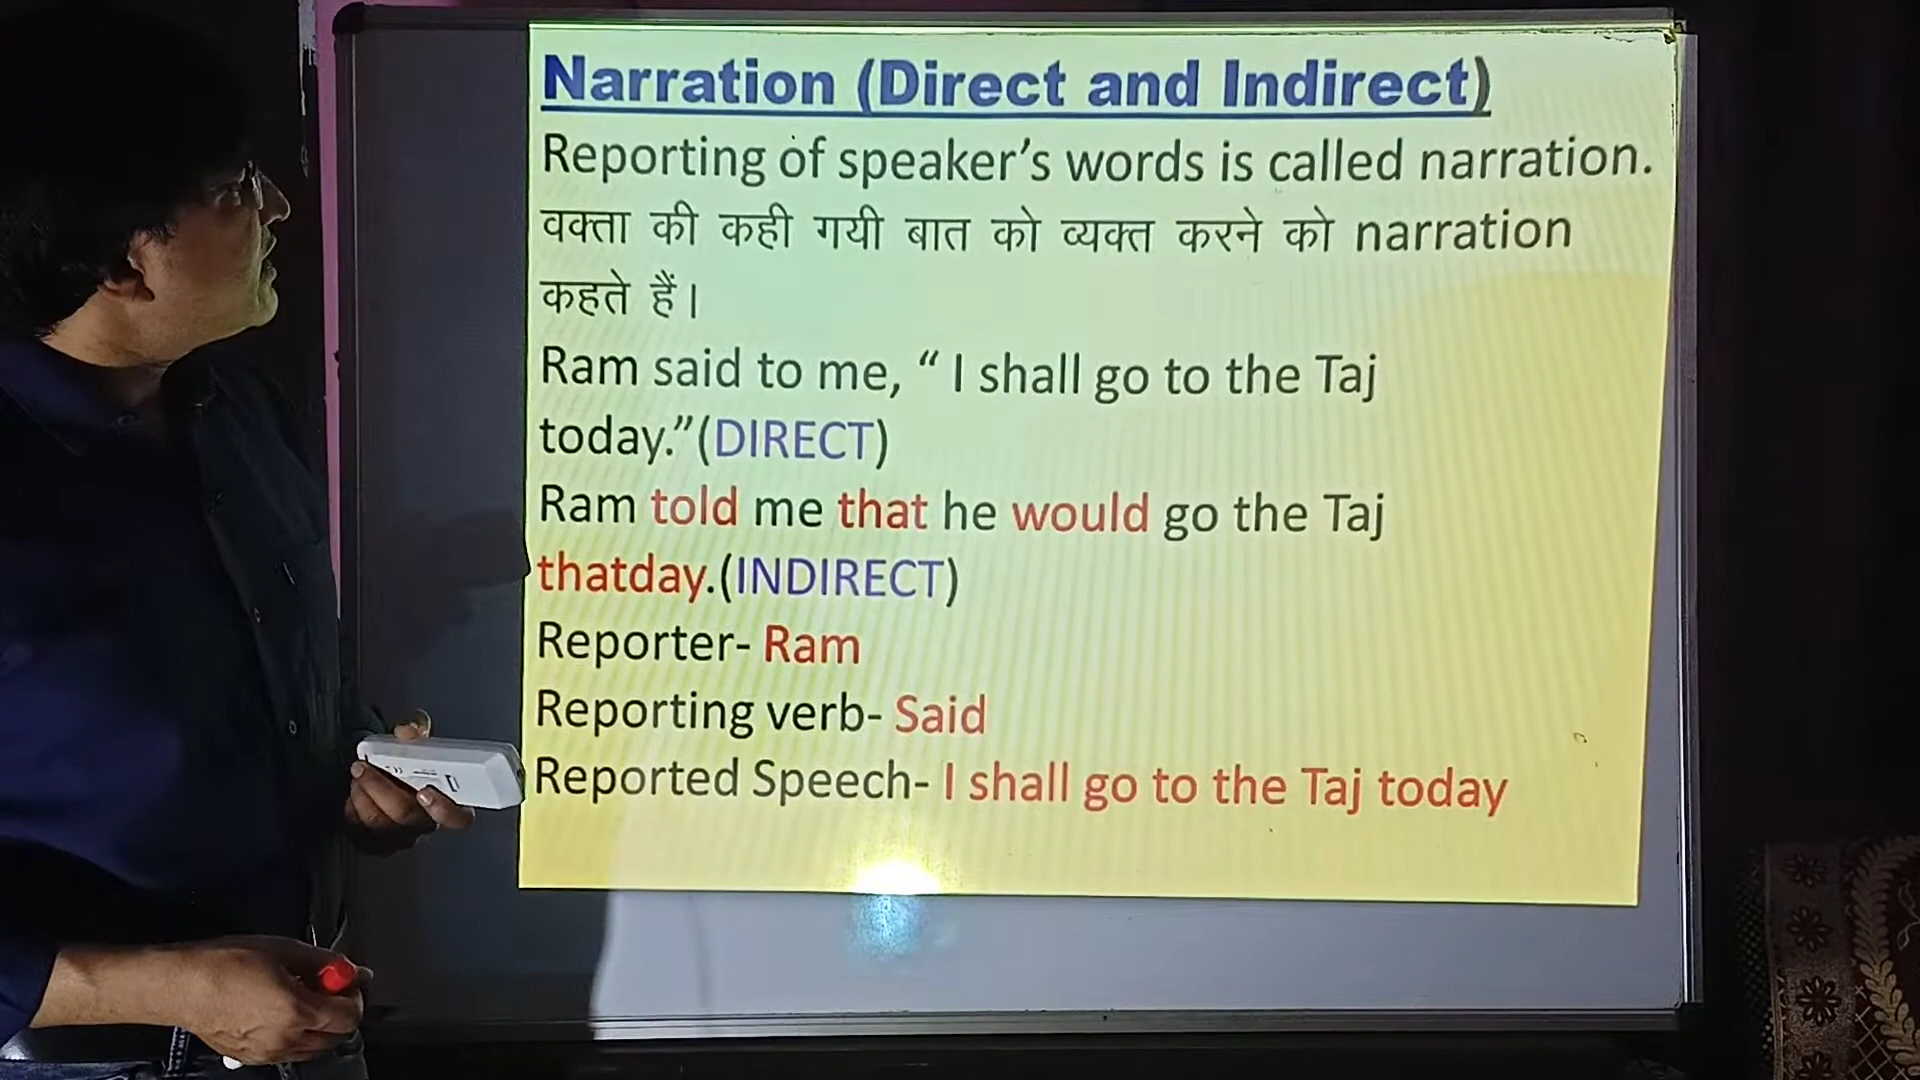 Narration (Direct and Indirect)
Reporting of speaker’s words is called narration.
वक्ता की कही गयी बात को व्यक्त करने को narration
कहते हैं।
Ram said to me, “ I shall go to the Taj
today.”(DIRECT)
Ram told me that he would go the Taj
thatday.(INDIRECT)
Reporter- Ram
Reporting verb- Said
Reported Speech- I shall go to the Taj today